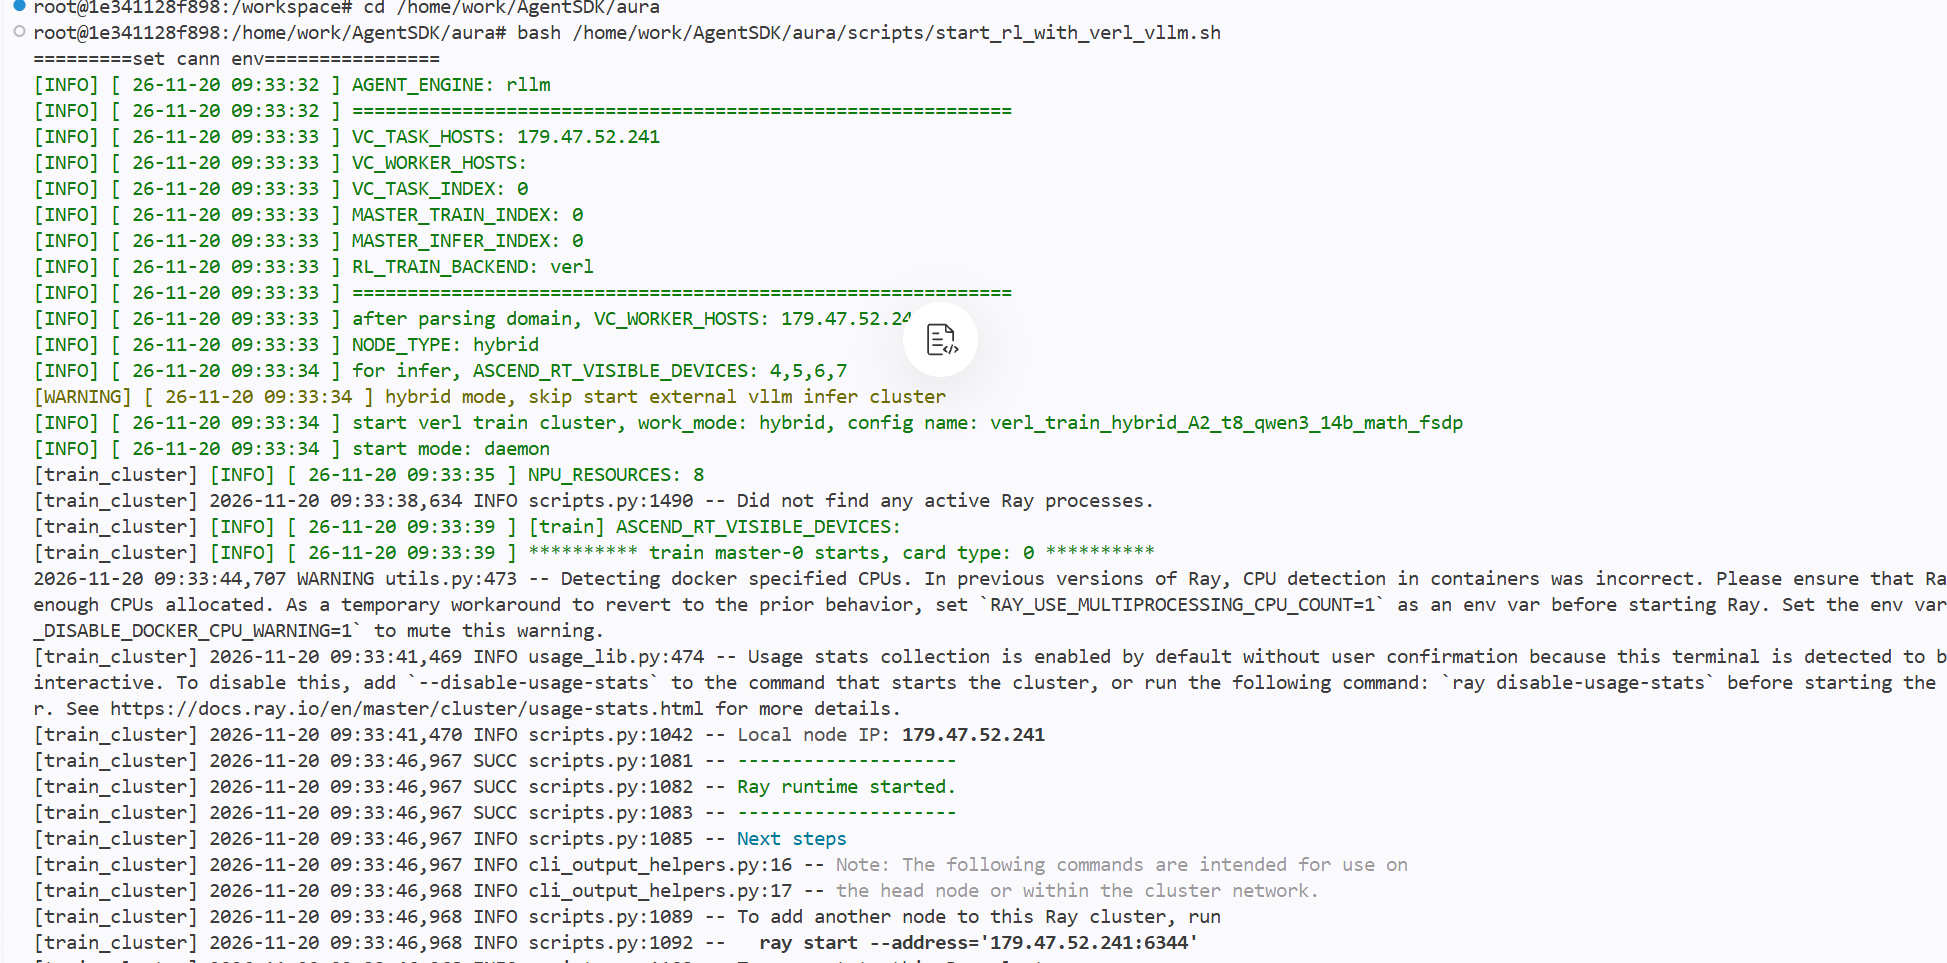 root@1e341128f898:/workspace# cd /home/work/AgentSDK/aura
root@1e341128f898:/home/work/AgentSDK/aura# bash /home/work/AgentSDK/aura/scripts/start_rl_with_verl_vllm.sh
=========set cann env================
[INFO] [ 26-11-20 09:33:32 ] AGENT_ENGINE: rllm
[INFO] [ 26-11-20 09:33:32 ] ============================================================
[INFO] [ 26-11-20 09:33:33 ] VC_TASK_HOSTS: 179.47.52.241
[INFO] [ 26-11-20 09:33:33 ] VC_WORKER_HOSTS:
[INFO] [ 26-11-20 09:33:33 ] VC_TASK_INDEX: 0
[INFO] [ 26-11-20 09:33:33 ] MASTER_TRAIN_INDEX: 0
[INFO] [ 26-11-20 09:33:33 ] MASTER_INFER_INDEX: 0
[INFO] [ 26-11-20 09:33:33 ] RL_TRAIN_BACKEND: verl
[INFO] [ 26-11-20 09:33:33 ] ============================================================
[INFO] [ 26-11-20 09:33:33 ] after parsing domain, VC_WORKER_HOSTS: 179.47.52.24
[INFO] [ 26-11-20 09:33:33 ] NODE_TYPE: hybrid
[INFO] [ 26-11-20 09:33:34 ] for infer, ASCEND_RT_VISIBLE_DEVICES: 4,5,6,7
[WARNING] [ 26-11-20 09:33:34 ] hybrid mode, skip start external vllm infer cluster
[INFO] [ 26-11-20 09:33:34 ] start verl train cluster, work_mode: hybrid, config name: verl_train_hybrid_A2_t8_qwen3_14b_math_fsdp
[INFO] [ 26-11-20 09:33:34 ] start mode: daemon
[train_cluster] [INFO] [ 26-11-20 09:33:35 ] NPU_RESOURCES: 8
[train_cluster] 2026-11-20 09:33:38,634 INFO scripts.py:1490 -- Did not find any active Ray processes.
[train_cluster] [INFO] [ 26-11-20 09:33:39 ] [train] ASCEND_RT_VISIBLE_DEVICES:
[train_cluster] [INFO] [ 26-11-20 09:33:39 ] ********** train master-0 starts, card type: 0 **********
2026-11-20 09:33:44,707 WARNING utils.py:473 -- Detecting docker specified CPUs. In previous versions of Ray, CPU detection in containers was incorrect. Please ensure that Ra
enough CPUs allocated. As a temporary workaround to revert to the prior behavior, set `RAY_USE_MULTIPROCESSING_CPU_COUNT=1` as an env var before starting Ray. Set the env var
_DISABLE_DOCKER_CPU_WARNING=1` to mute this warning.
[train_cluster] 2026-11-20 09:33:41,469 INFO usage_lib.py:474 -- Usage stats collection is enabled by default without user confirmation because this terminal is detected to b
interactive. To disable this, add `--disable-usage-stats` to the command that starts the cluster, or run the following command: `ray disable-usage-stats` before starting the
r. See https://docs.ray.io/en/master/cluster/usage-stats.html for more details.
[train_cluster] 2026-11-20 09:33:41,470 INFO scripts.py:1042 -- Local node IP: 179.47.52.241
[train_cluster] 2026-11-20 09:33:46,967 SUCC scripts.py:1081 -- --------------------
[train_cluster] 2026-11-20 09:33:46,967 SUCC scripts.py:1082 -- Ray runtime started.
[train_cluster] 2026-11-20 09:33:46,967 SUCC scripts.py:1083 -- --------------------
[train_cluster] 2026-11-20 09:33:46,967 INFO scripts.py:1085 -- Next steps
[train_cluster] 2026-11-20 09:33:46,967 INFO cli_output_helpers.py:16 -- Note: The following commands are intended for use on
[train_cluster] 2026-11-20 09:33:46,968 INFO cli_output_helpers.py:17 -- the head node or within the cluster network.
[train_cluster] 2026-11-20 09:33:46,968 INFO scripts.py:1089 -- To add another node to this Ray cluster, run
[train_cluster] 2026-11-20 09:33:46,968 INFO scripts.py:1092 --   ray start --address='179.47.52.241:6344'